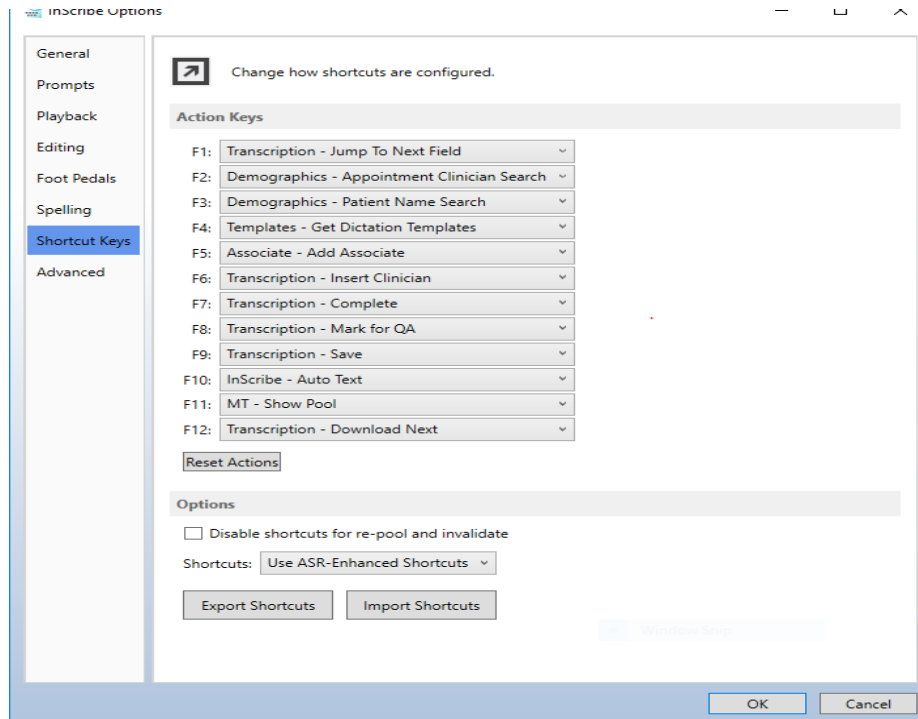 InScribe Options
General
Prompts
Playback
Editing
Foot Pedals
Spelling
Shortcut Keys
Advanced
Change how shortcuts are configured.
Action Keys
F1: Transcription - Jump To Next Field
F2: Demographics - Appointment Clinician Search
F3: Demographics - Patient Name Search
F4: Templates - Get Dictation Templates
F5: Associate - Add Associate
F6: Transcription - Insert Clinician
F7: Transcription - Complete
F8: Transcription - Mark for QA
F9: Transcription - Save
F10: InScribe - Auto Text
F11: MT - Show Pool
F12: Transcription - Download Next
Reset Actions
Options
Disable shortcuts for re-pool and invalidate
Shortcuts: Use ASR-Enhanced Shortcuts
Export Shortcuts Import Shortcuts
OK Cancel